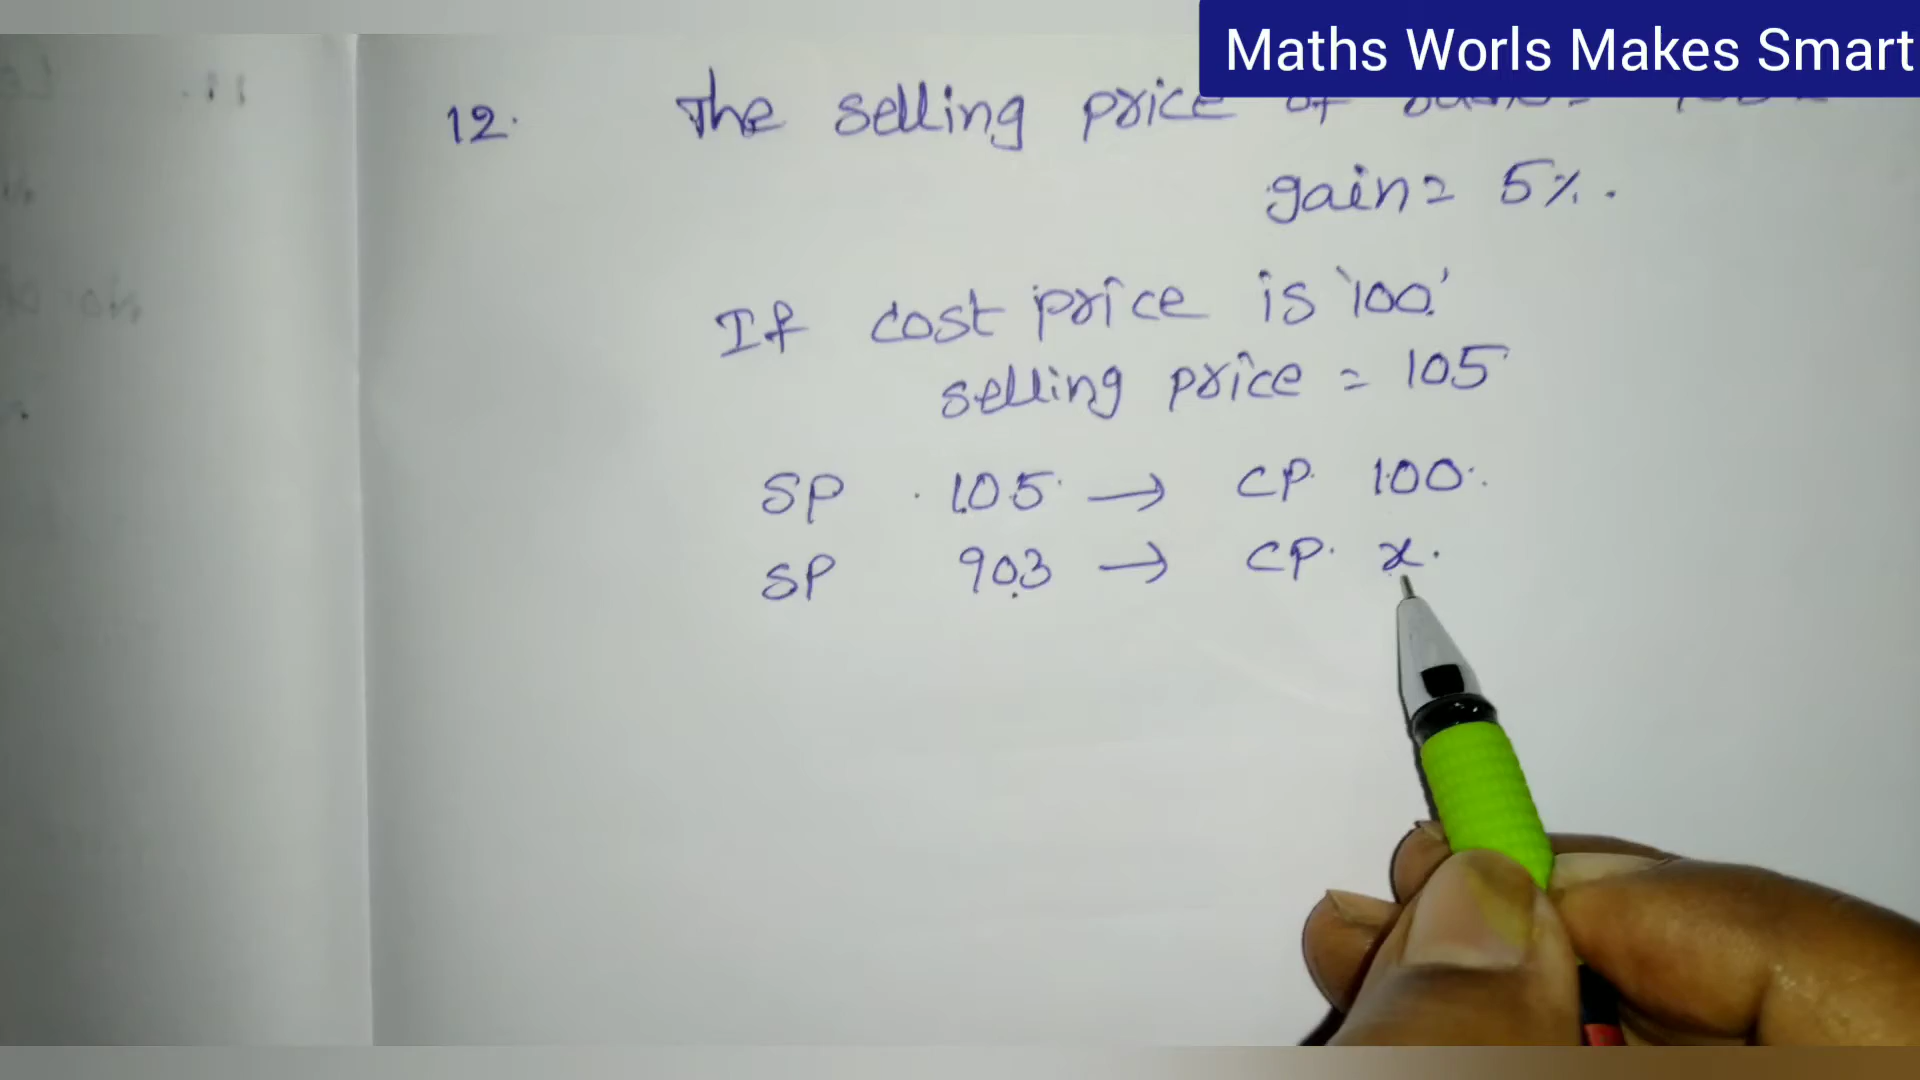 Maths Worls Makes Smart
12. The selling price of
gain = 5%.
If cost price is '100'
selling price = 105
SP 105 → CP 100.
SP 903 → CP x.